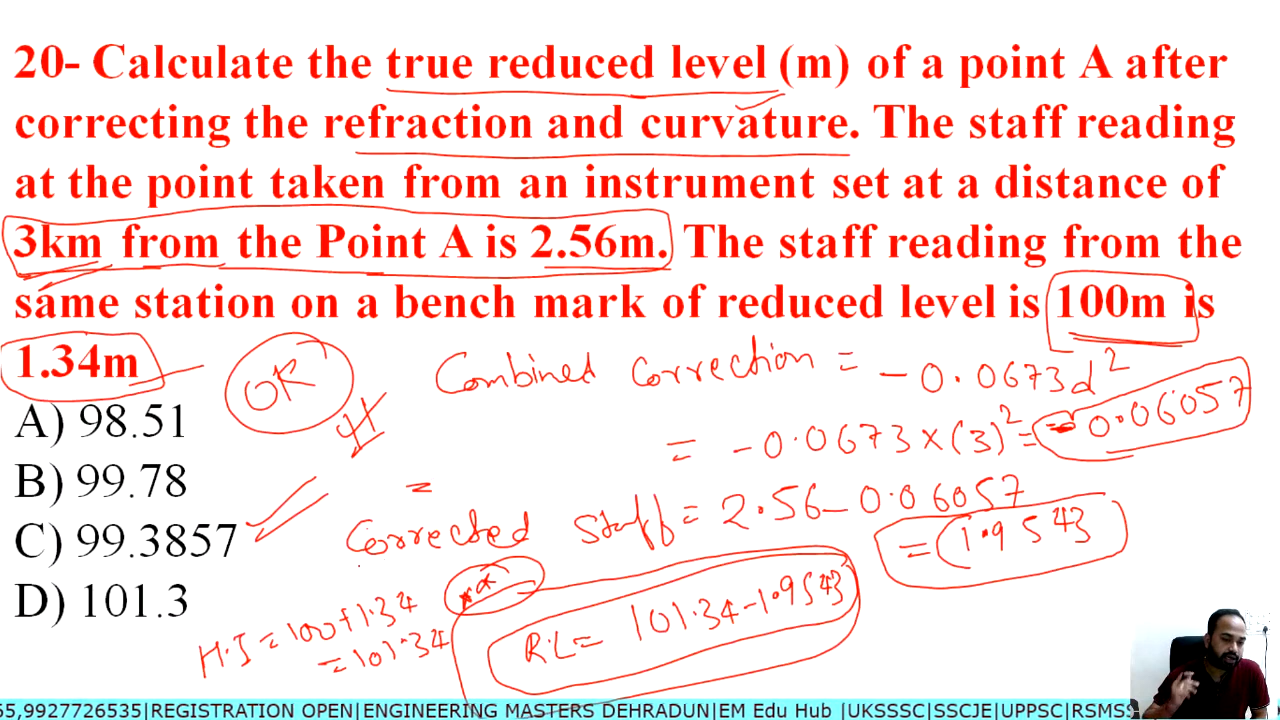 20- Calculate the true reduced level (m) of a point A after
correcting the refraction and curvature. The staff reading
at the point taken from an instrument set at a distance of
3km from the Point A is 2.56m. The staff reading from the
same station on a bench mark of reduced level is 100m is
1.34m
OR
Combined Correction = - 0.0673d²
A) 98.51
= -0.0673×(3)² = -0.06057
B) 99.78
=
Corrected Staff = 2.56-0.06057
C) 99.3857
= 1.9543
D) 101.3
H.I = 100+1.34
= 101.34
R.L = 101.34-1.9543
55,9927726535|REGISTRATION OPEN|ENGINEERING MASTERS DEHRADUN|EM Edu Hub |UKSSSC|SSCJE|UPPSC|RSMSS